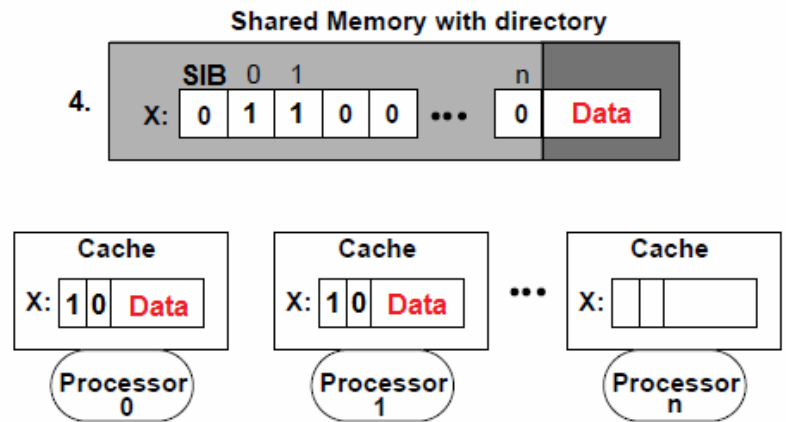 Shared Memory with directory
SIB 0 1 n
4. X: 0 1 1 0 0 ••• 0 Data
Cache Cache Cache
X: 1 0 Data X: 1 0 Data ••• X:
Processor Processor Processor
0 1 n